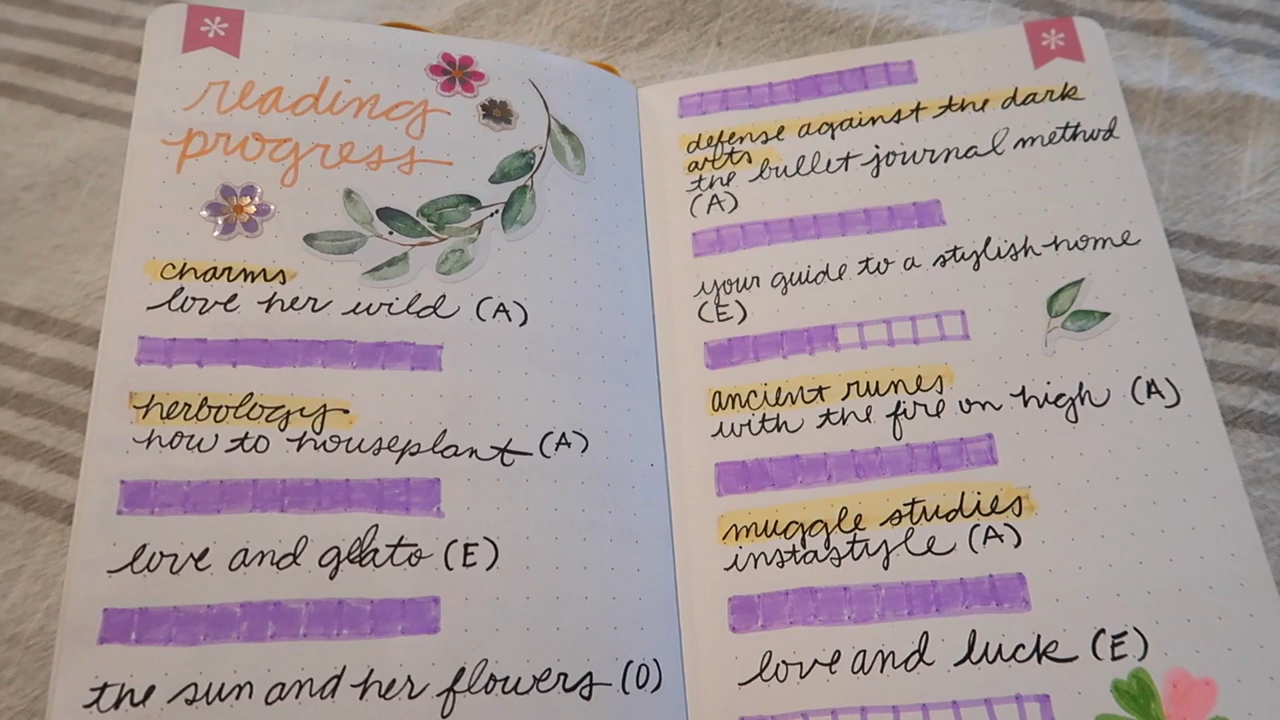 reading
progress
charms
love her wild (A)
herbology
how to houseplant (A)
love and gelato (E)
the sun and her flowers (O)
defense against the dark
arts
the bullet journal method
(A)
your guide to a stylish home
(E)
ancient runes
with the fire on high (A)
muggle studies
instastyle (A)
love and luck (E)